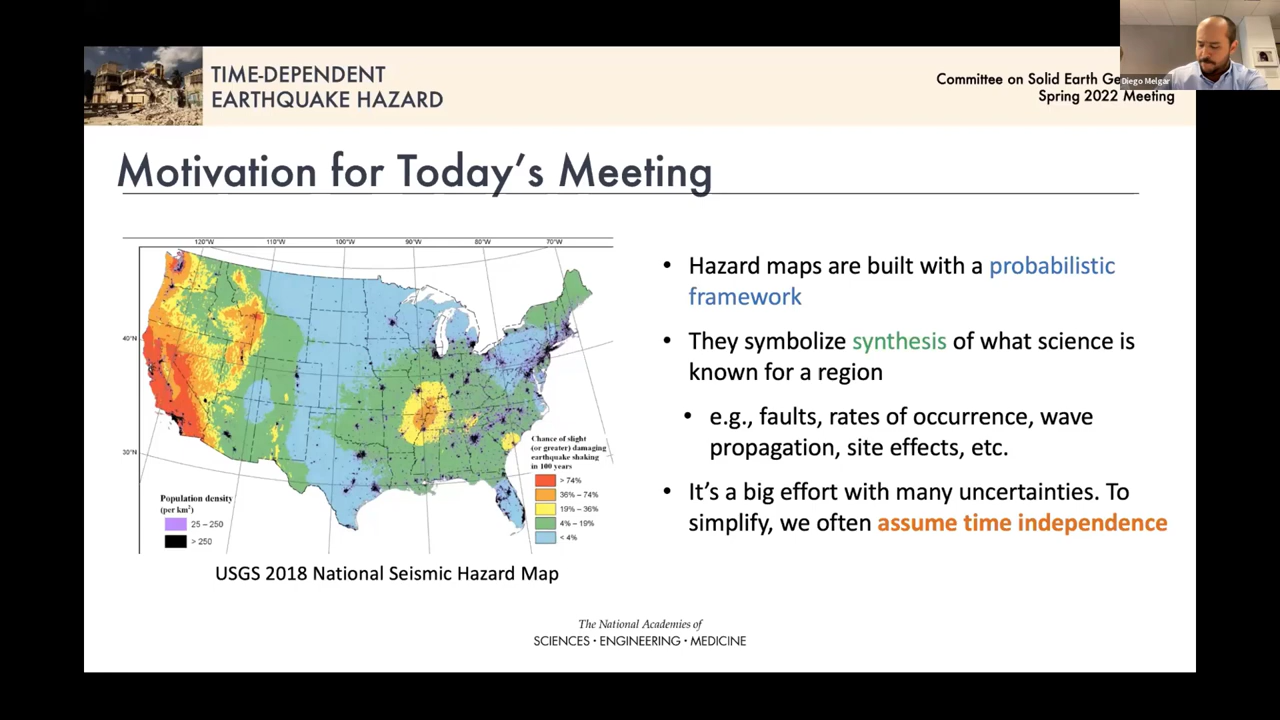 TIME-DEPENDENT
EARTHQUAKE HAZARD
Committee on Solid Earth Ge
Spring 2022 Meeting
Diego Melgar
Motivation for Today's Meeting
120°W 110°W 100°W 90°W 80°W 70°W
40°N
30°N
Chance of slight
(or greater) damaging
earthquake shaking
in 100 years
> 74%
36% – 74%
19% – 36%
4% – 19%
< 4%
Population density
(per km²)
25 – 250
> 250
USGS 2018 National Seismic Hazard Map
• Hazard maps are built with a probabilistic
framework
• They symbolize synthesis of what science is
known for a region
• e.g., faults, rates of occurrence, wave
propagation, site effects, etc.
• It's a big effort with many uncertainties. To
simplify, we often assume time independence
The National Academies of
SCIENCES • ENGINEERING • MEDICINE